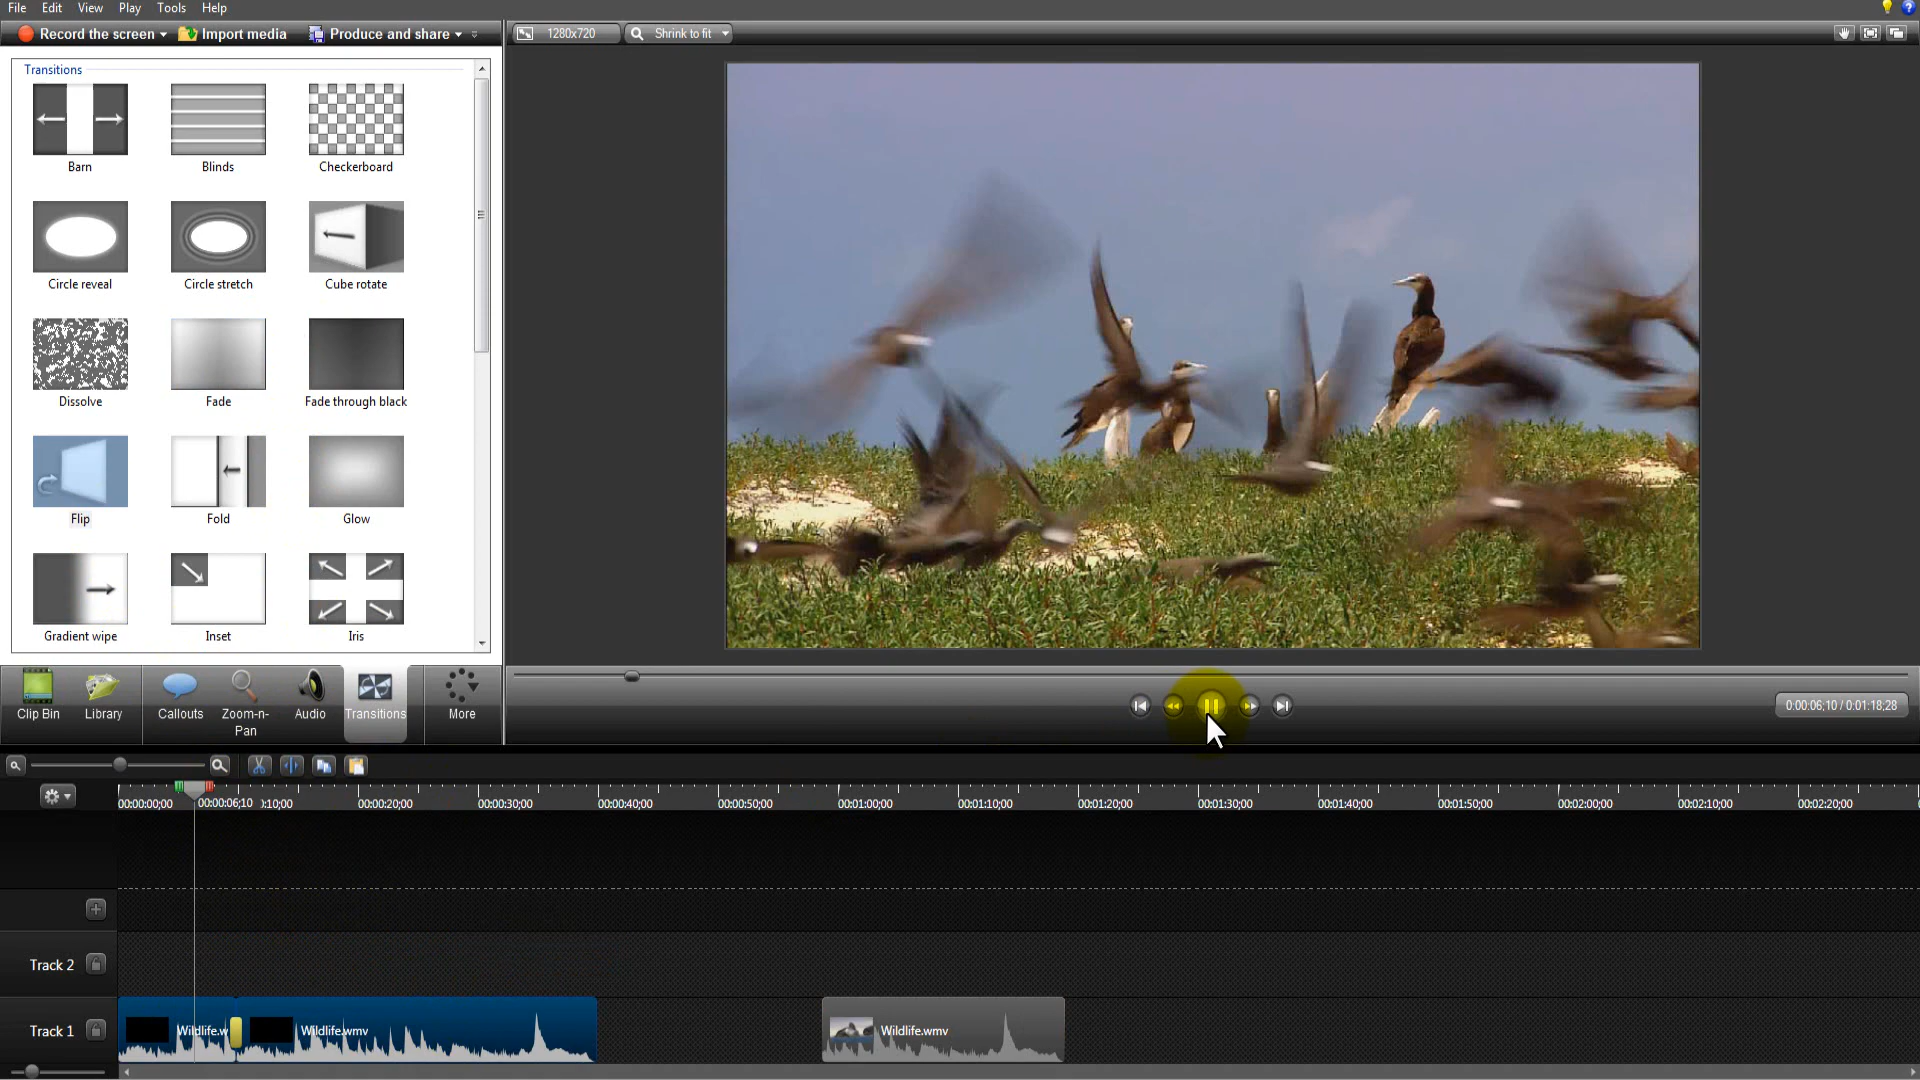 File Edit View Play Tools Help
Record the screen Import media Produce and share
1280x720 Shrink to fit
Transitions
Barn Blinds Checkerboard
Circle reveal Circle stretch Cube rotate
Dissolve Fade Fade through black
Flip Fold Glow
Gradient wipe Inset Iris
Clip Bin Library Callouts Zoom-n-Pan Audio Transitions More
0:00:06;10 / 0:01:18;28
00:00:00;00 00:00:06;10 :10;00 00:00:20;00 00:00:30;00 00:00:40;00 00:00:50;00 00:01:00;00 00:01:10;00 00:01:20;00 00:01:30;00 00:01:40;00 00:01:50;00 00:02:00;00 00:02:10;00 00:02:20;00
Track 2
Track 1 Wildlife.w Wildlife.wmv Wildlife.wmv